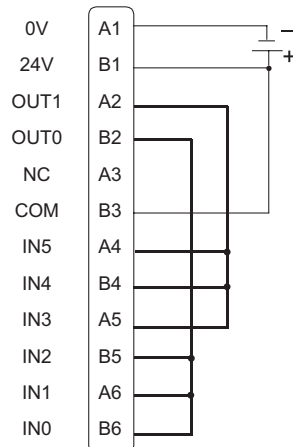 0V A1 −
24V B1 +
OUT1 A2
OUT0 B2
NC A3
COM B3
IN5 A4
IN4 B4
IN3 A5
IN2 B5
IN1 A6
IN0 B6